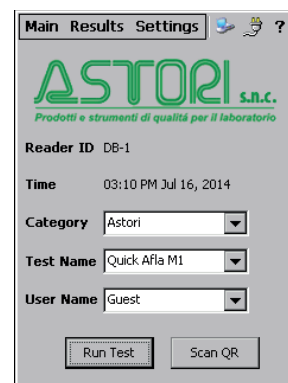 Main Results Settings ?
ASTORI s.n.c.
Prodotti e strumenti di qualità per il laboratorio
Reader ID DB-1
Time 03:10 PM Jul 16, 2014
Category Astori
Test Name Quick Afla M1
User Name Guest
Run Test Scan QR